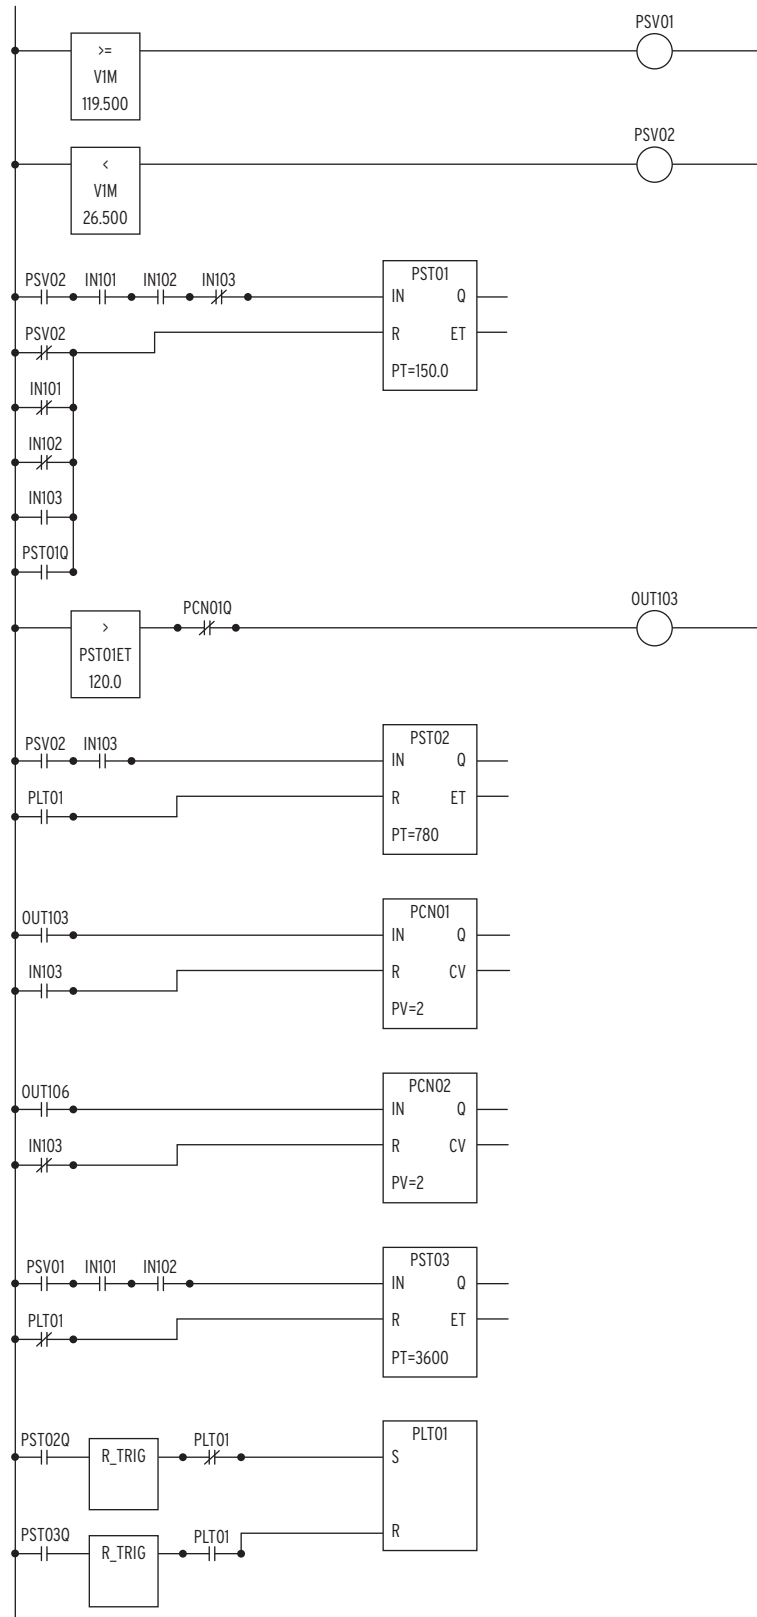 PSV01
>=
V1M
119.500
PSV02
<
V1M
26.500
PSV02 IN101 IN102 IN103
PST01
IN Q
PSV02
R ET
PT=150.0
IN101
IN102
IN103
PST01Q
PCN01Q
OUT103
>
PST01ET
120.0
PSV02 IN103
PST02
IN Q
PLT01
R ET
PT=780
OUT103
PCN01
IN Q
IN103
R CV
PV=2
OUT106
PCN02
IN Q
IN103
R CV
PV=2
PSV01 IN101 IN102
PST03
IN Q
PLT01
R ET
PT=3600
PST02Q
R_TRIG
PLT01
PLT01
S
PST03Q
R_TRIG
PLT01
R